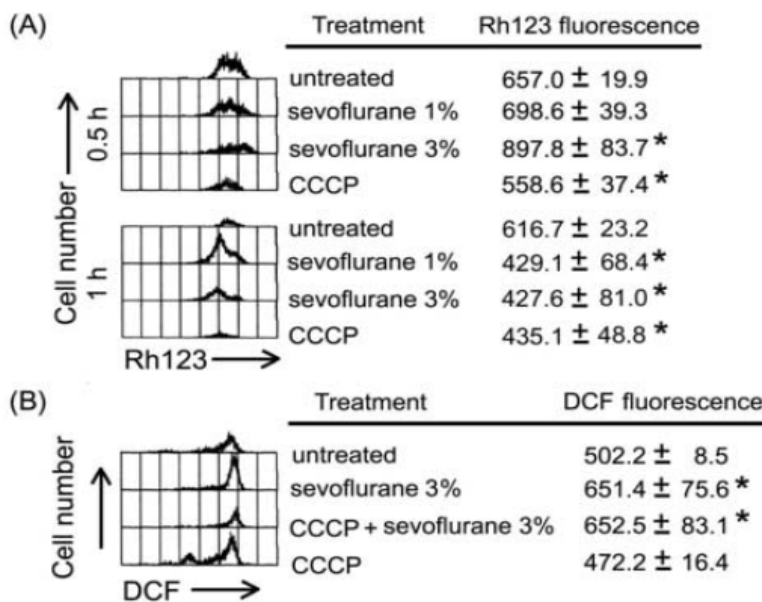 (A) Treatment Rh123 fluorescence
untreated 657.0 ± 19.9
sevoflurane 1% 698.6 ± 39.3
sevoflurane 3% 897.8 ± 83.7 *
CCCP 558.6 ± 37.4 *
0.5 h
untreated 616.7 ± 23.2
sevoflurane 1% 429.1 ± 68.4 *
sevoflurane 3% 427.6 ± 81.0 *
CCCP 435.1 ± 48.8 *
1 h
Cell number
Rh123
(B) Treatment DCF fluorescence
untreated 502.2 ± 8.5
sevoflurane 3% 651.4 ± 75.6 *
CCCP + sevoflurane 3% 652.5 ± 83.1 *
CCCP 472.2 ± 16.4
Cell number
DCF